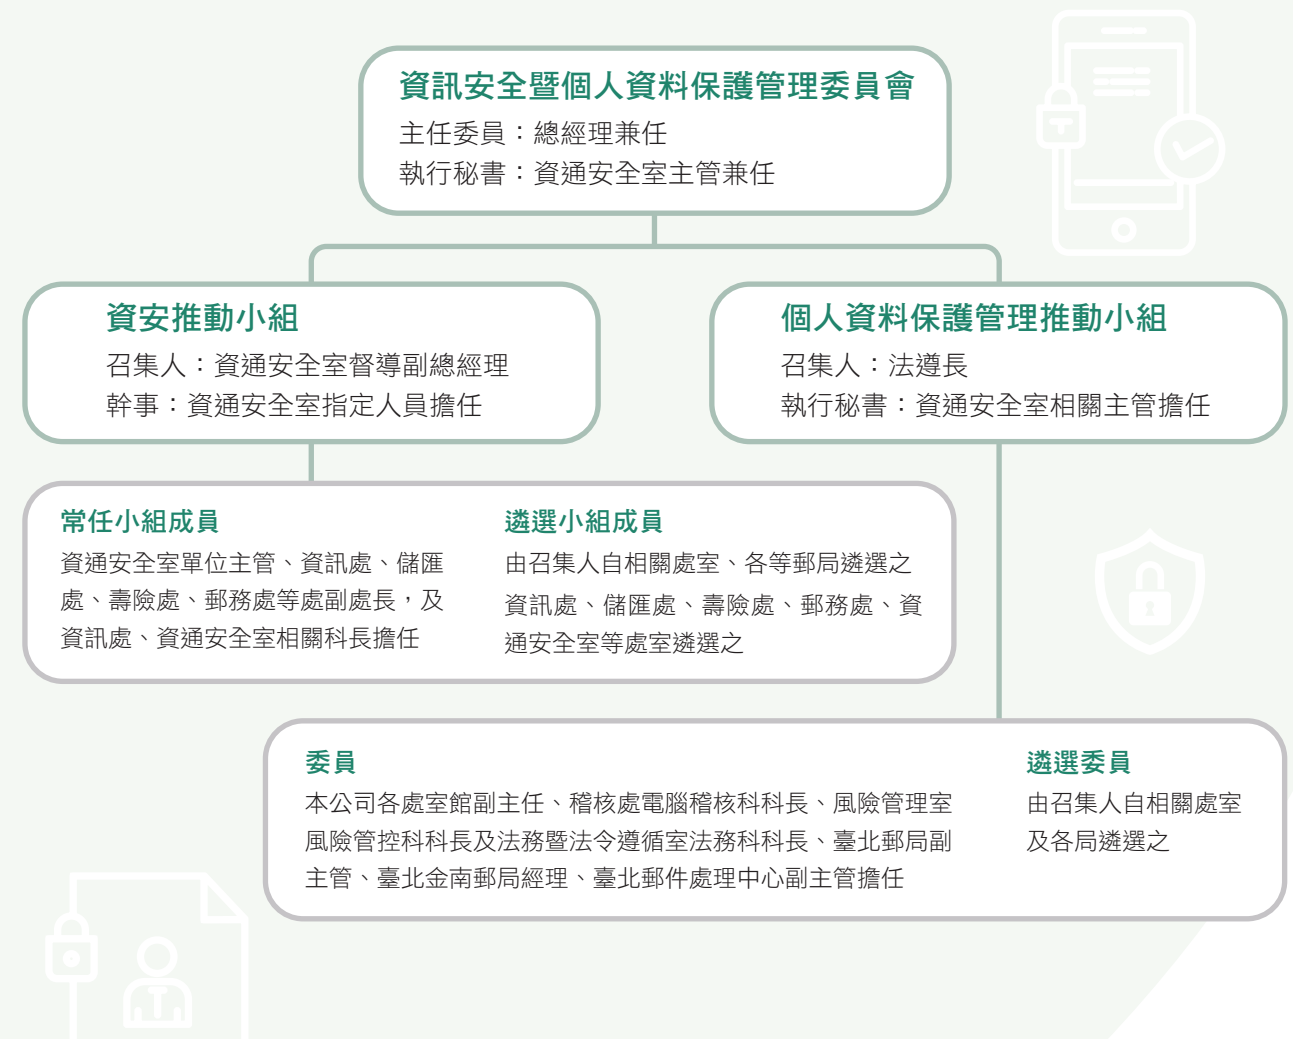 資訊安全暨個人資料保護管理委員會
主任委員：總經理兼任
執行秘書：資通安全室主管兼任
資安推動小組
召集人：資通安全室督導副總經理
幹事：資通安全室指定人員擔任
個人資料保護管理推動小組
召集人：法遵長
執行秘書：資通安全室相關主管擔任
常任小組成員
資通安全室單位主管、資訊處、儲匯
處、壽險處、郵務處等處副處長，及
資訊處、資通安全室相關科長擔任
遴選小組成員
由召集人自相關處室、各等郵局遴選之
資訊處、儲匯處、壽險處、郵務處、資
通安全室等處室遴選之
委員
本公司各處室館副主任、稽核處電腦稽核科科長、風險管理室
風險管控科科長及法務暨法令遵循室法務科科長、臺北郵局副
主管、臺北金南郵局經理、臺北郵件處理中心副主管擔任
遴選委員
由召集人自相關處室
及各局遴選之